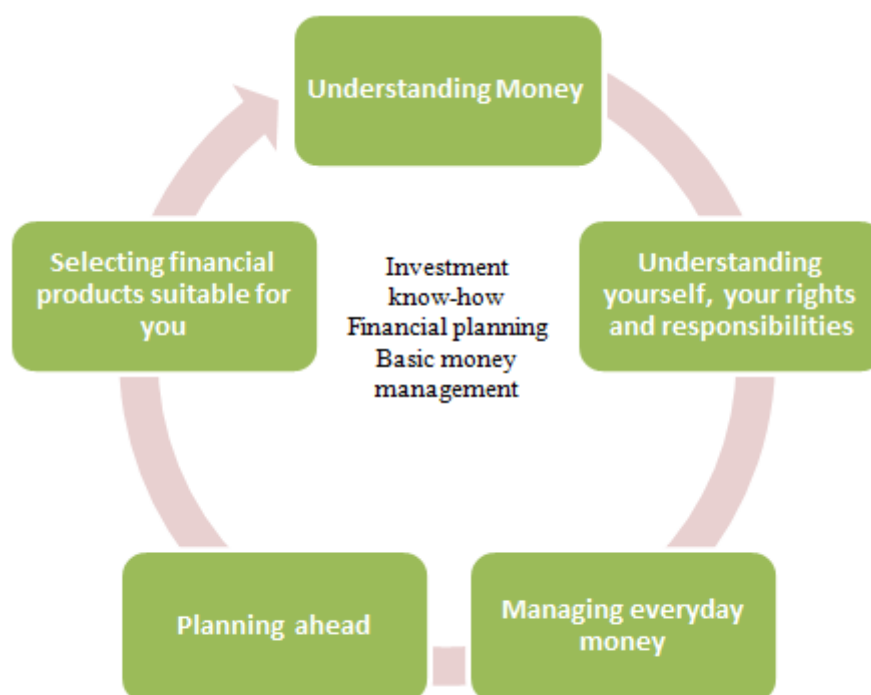 Understanding Money
Understanding
yourself, your rights
and responsibilities
Managing everyday
money
Planning ahead
Selecting financial
products suitable for
you
Investment
know-how
Financial planning
Basic money
management